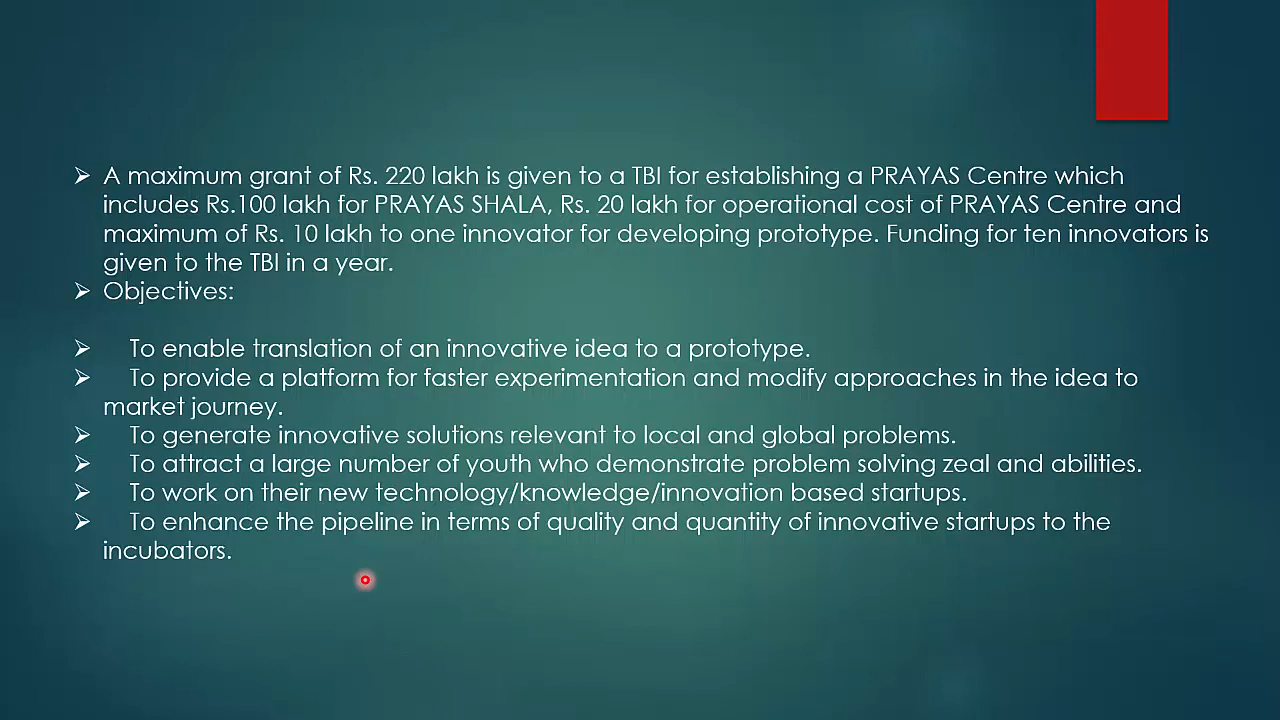 ➢ A maximum grant of Rs. 220 lakh is given to a TBI for establishing a PRAYAS Centre which
includes Rs.100 lakh for PRAYAS SHALA, Rs. 20 lakh for operational cost of PRAYAS Centre and
maximum of Rs. 10 lakh to one innovator for developing prototype. Funding for ten innovators is
given to the TBI in a year.
➢ Objectives:
➢ To enable translation of an innovative idea to a prototype.
➢ To provide a platform for faster experimentation and modify approaches in the idea to
market journey.
➢ To generate innovative solutions relevant to local and global problems.
➢ To attract a large number of youth who demonstrate problem solving zeal and abilities.
➢ To work on their new technology/knowledge/innovation based startups.
➢ To enhance the pipeline in terms of quality and quantity of innovative startups to the
incubators.